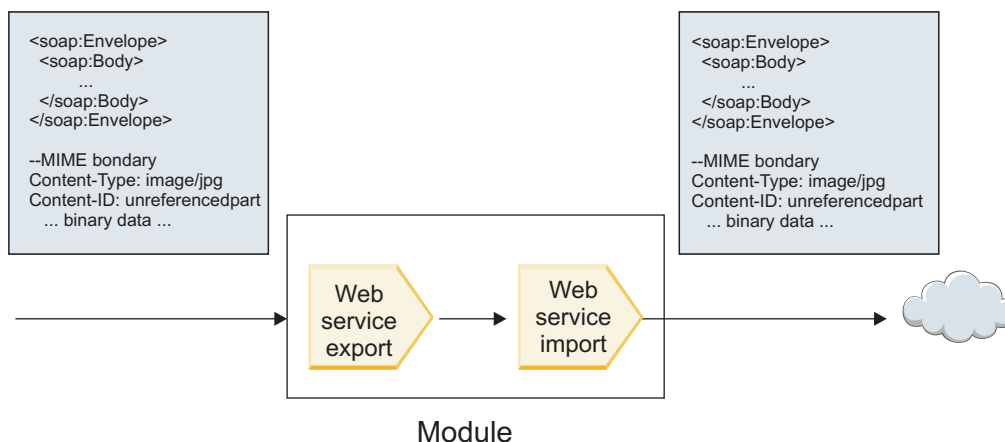 <soap:Envelope>
<soap:Body>
...
</soap:Body>
</soap:Envelope>
--MIME bondary
Content-Type: image/jpg
Content-ID: unreferencedpart
... binary data ...
<soap:Envelope>
<soap:Body>
...
</soap:Body>
</soap:Envelope>
--MIME bondary
Content-Type: image/jpg
Content-ID: unreferencedpart
... binary data ...
Web
service
export
Web
service
import
Module